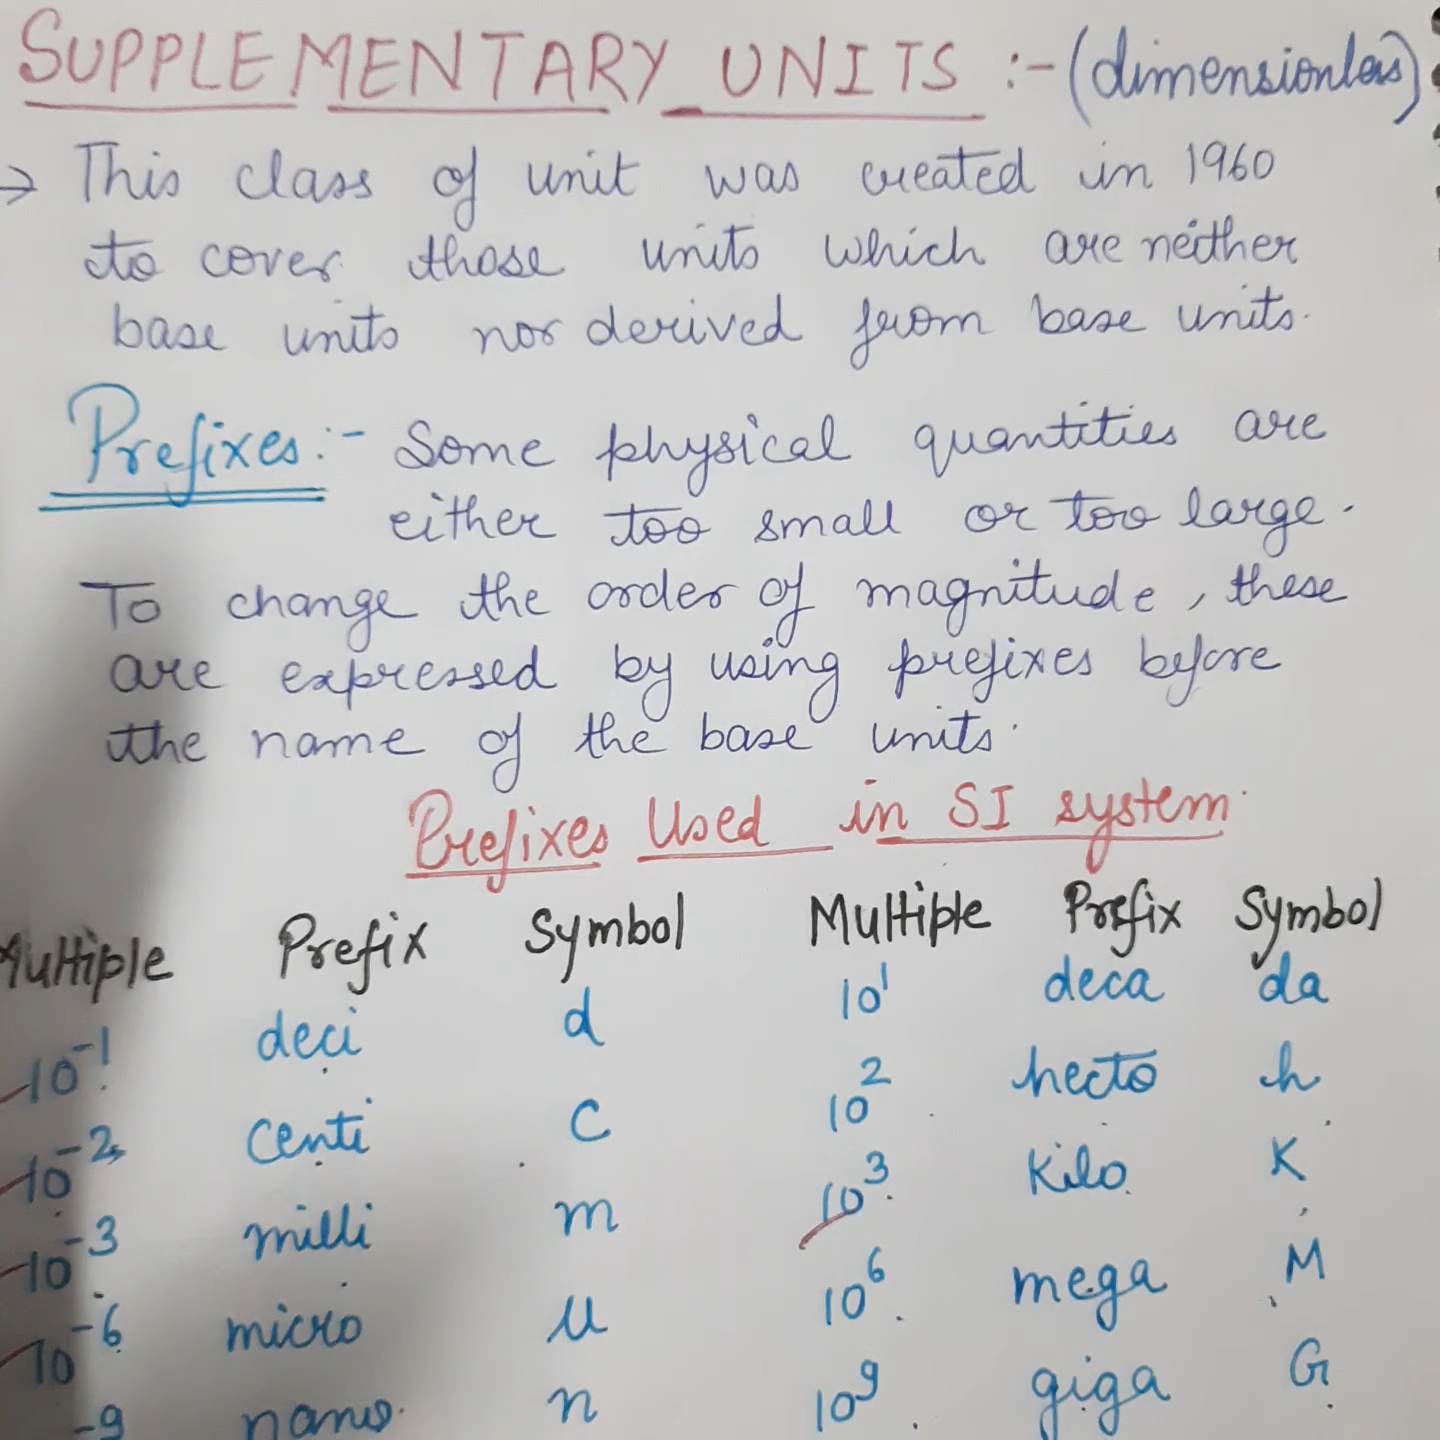 SUPPLEMENTARY UNITS :- (dimensionless)
→ This class of unit was created in 1960
to cover those units which are neither
base units nor derived from base units.
Prefixes :- Some physical quantities are
either too small or too large.
To change the order of magnitude, these
are expressed by using prefixes before
the name of the base units.
Prefixes Used in SI system
Multiple Prefix Symbol Multiple Prefix Symbol
10⁻¹ deci d 10¹ deca da
10⁻² centi c 10² hecto h
10⁻³ milli m 10³ Kilo K
10⁻⁶ micro μ 10⁶ mega M
⁻⁹ nano n 10⁹ giga G